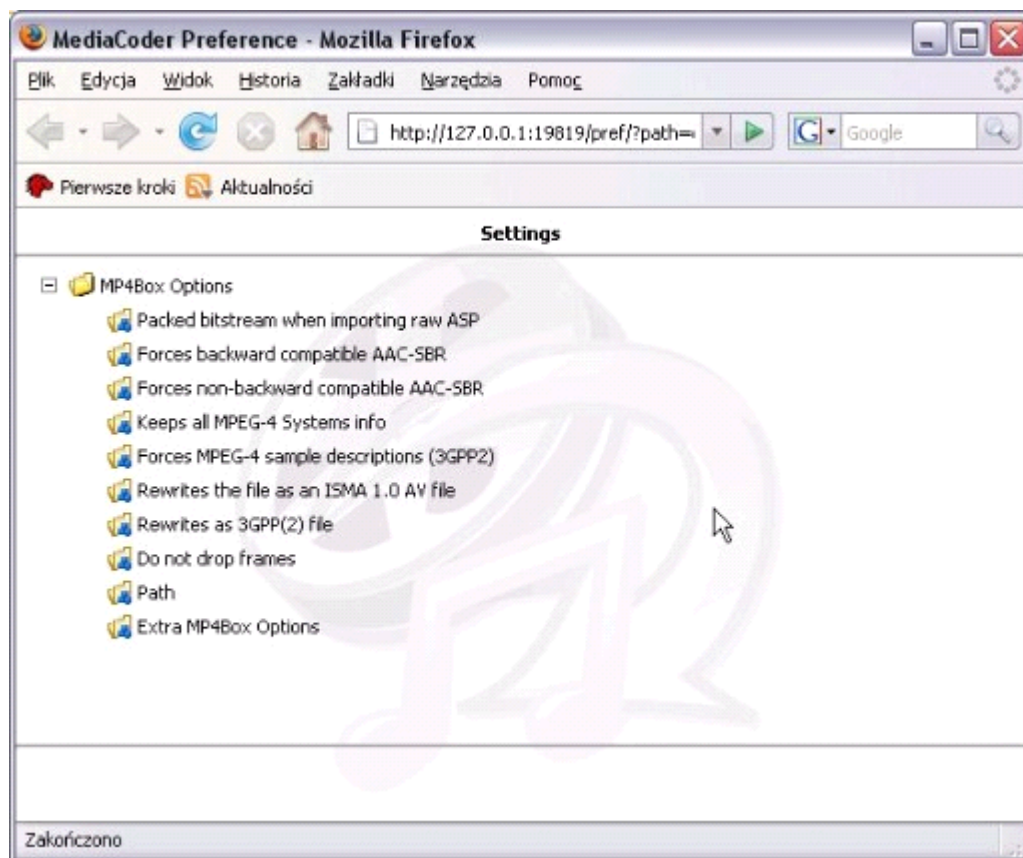 MediaCoder Preference - Mozilla Firefox
Plik Edycja Widok Historia Zakładki Narzędzia Pomoc
http://127.0.0.1:19819/pref/?path= G Google
Pierwsze kroki Aktualności
Settings
MP4Box Options
Packed bitstream when importing raw ASP
Forces backward compatible AAC-SBR
Forces non-backward compatible AAC-SBR
Keeps all MPEG-4 Systems info
Forces MPEG-4 sample descriptions (3GPP2)
Rewrites the file as an ISMA 1.0 AV file
Rewrites as 3GPP(2) file
Do not drop frames
Path
Extra MP4Box Options
Zakończono